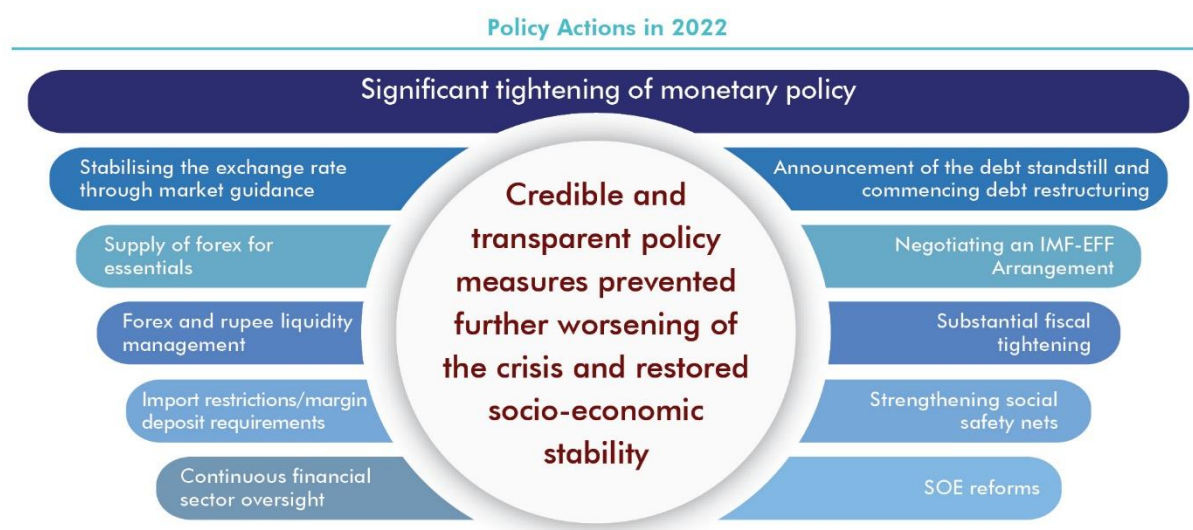 Policy Actions in 2022
Significant tightening of monetary policy
Stabilising the exchange rate
through market guidance
Supply of forex for
essentials
Forex and rupee liquidity
management
Import restrictions/margin
deposit requirements
Continuous financial
sector oversight
Credible and
transparent policy
measures prevented
further worsening of
the crisis and restored
socio-economic
stability
Announcement of the debt standstill and
commencing debt restructuring
Negotiating an IMF-EFF
Arrangement
Substantial fiscal
tightening
Strengthening social
safety nets
SOE reforms